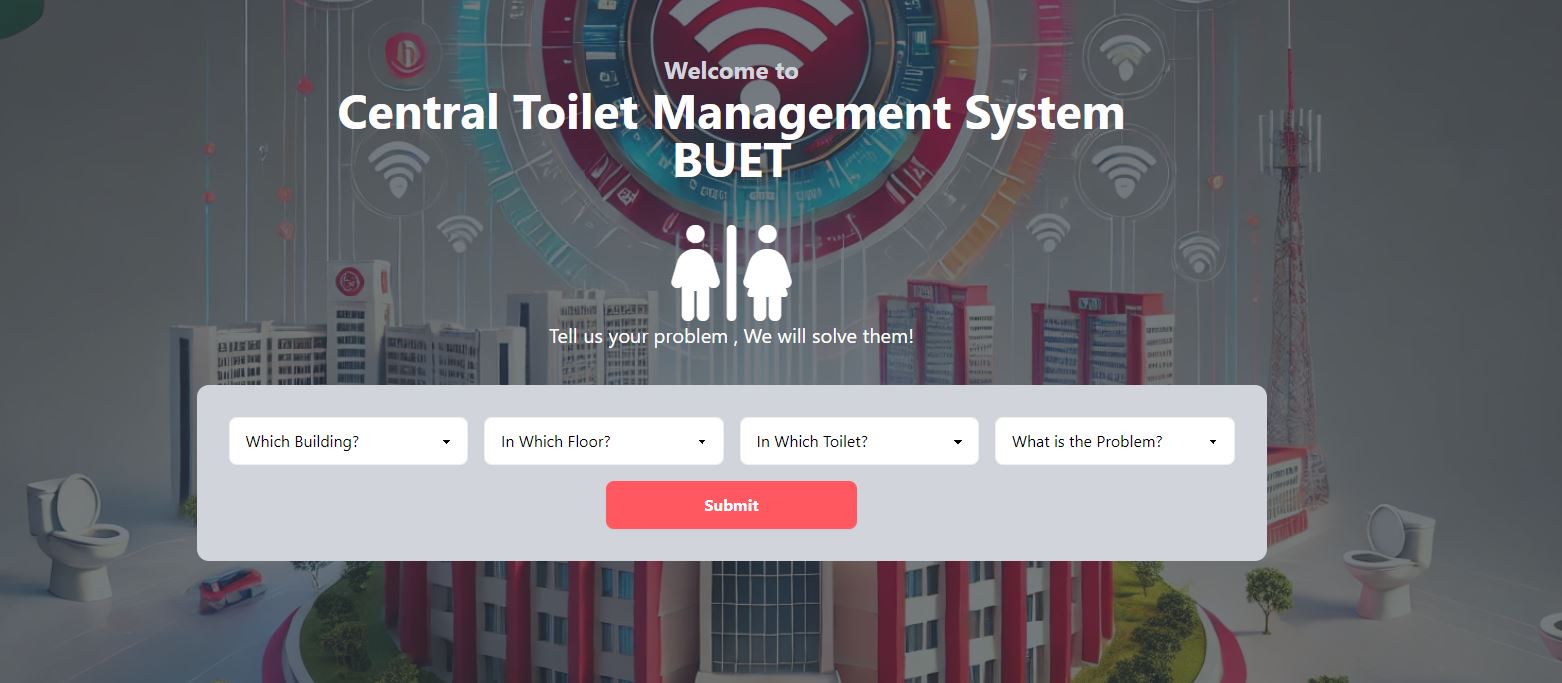 Welcome to
Central Toilet Management System
BUET
Tell us your problem , We will solve them!
Which Building?
In Which Floor?
In Which Toilet?
What is the Problem?
Submit